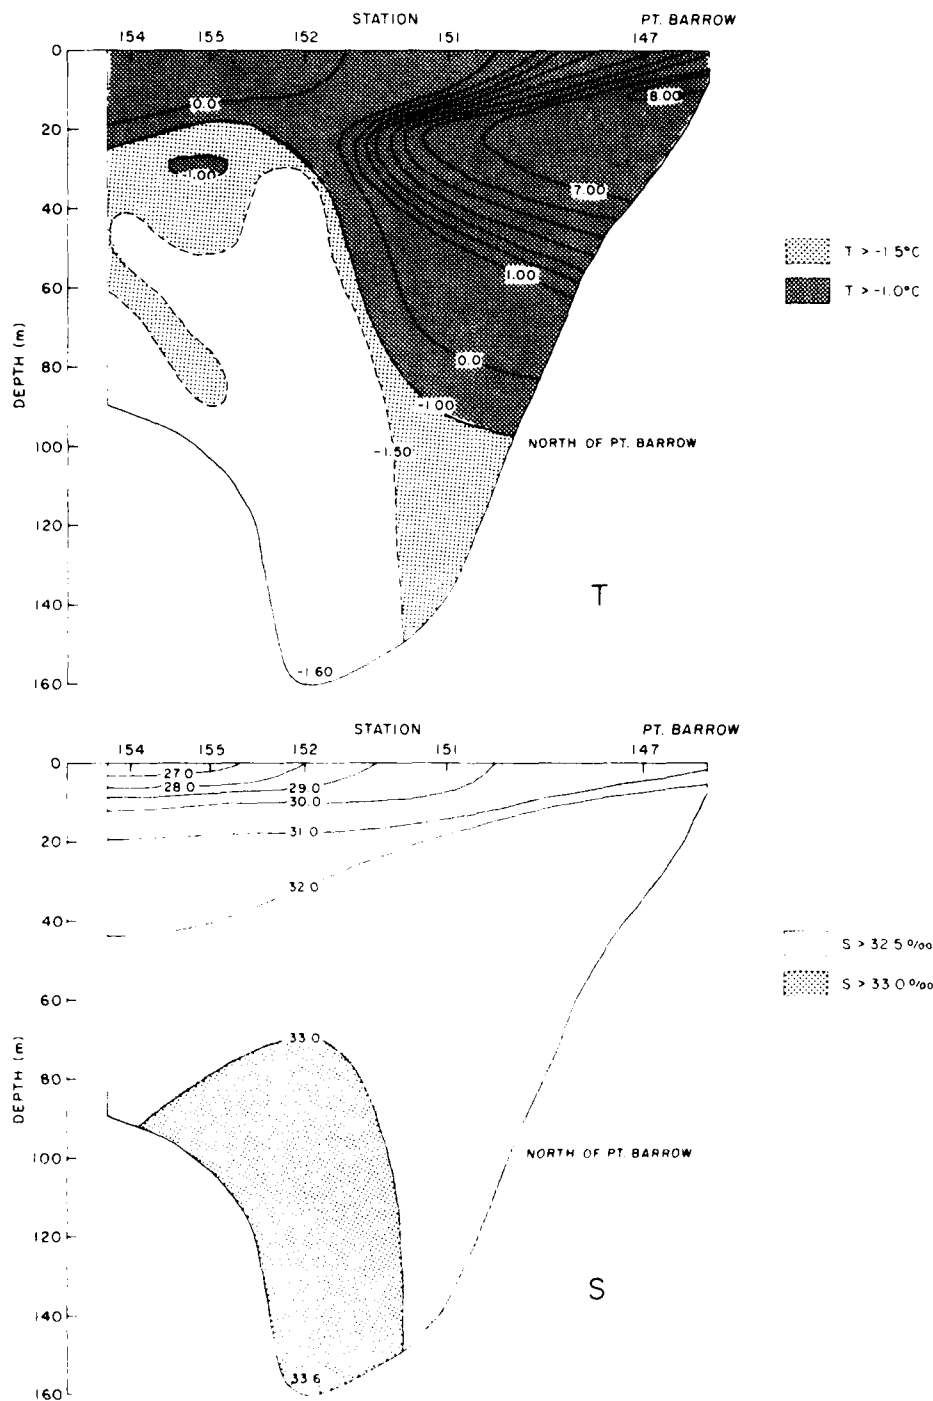 STATION PT. BARROW
154 155 152 151 147
0
20
40
60
80
100
120
140
160
DEPTH (m)
0.0
8.00
-1.00
7.00
1.00
0.0
-1.00
-1.50
-1.60
NORTH OF PT. BARROW
T
T > -1.5°C
T > -1.0°C
STATION PT. BARROW
154 155 152 151 147
0
20
40
60
80
100
120
140
160
DEPTH (m)
27.0
28.0 29.0
30.0
31.0
32.0
33.0
33.6
NORTH OF PT. BARROW
S
S > 32.5‰
S > 33.0‰